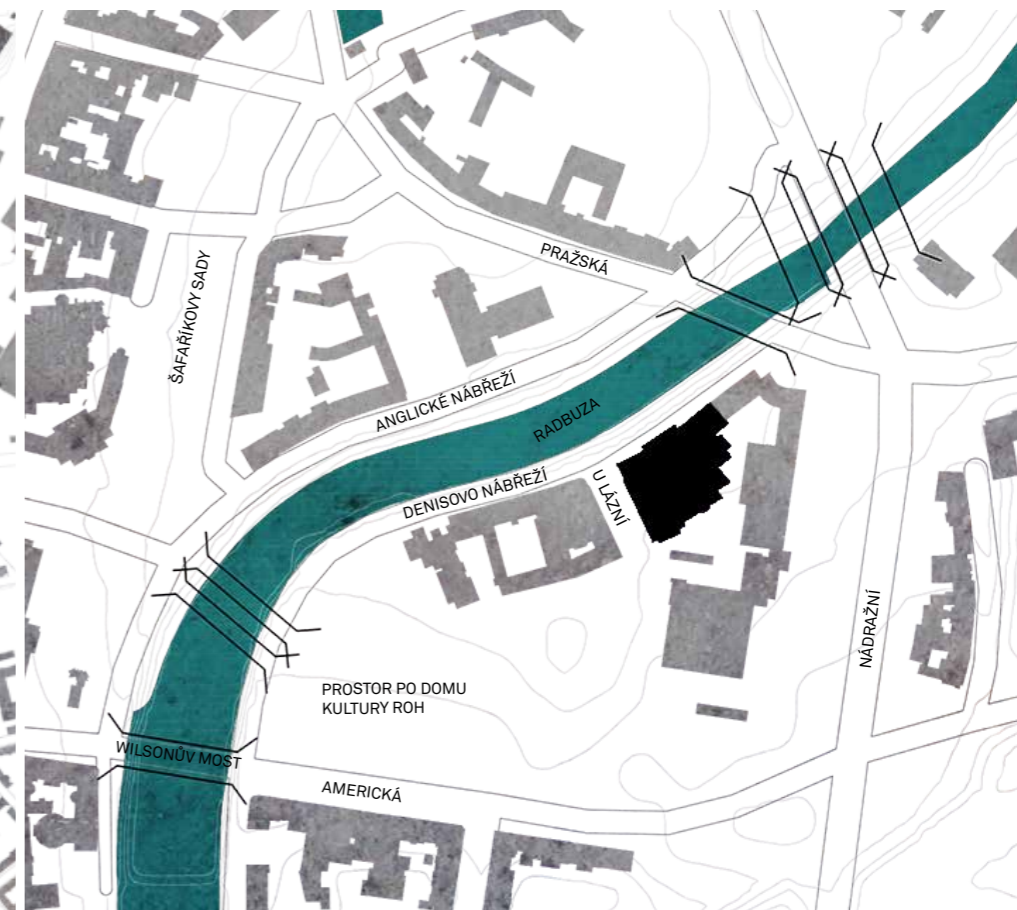 PRAŽSKÁ
ŠAFAŘÍKOVY SADY
ANGLICKÉ NÁBŘEŽÍ
RADBUZA
DENISOVO NÁBŘEŽÍ
U LÁZNÍ
NÁDRAŽNÍ
PROSTOR PO DOMU
KULTURY ROH
WILSONŮV MOST
AMERICKÁ